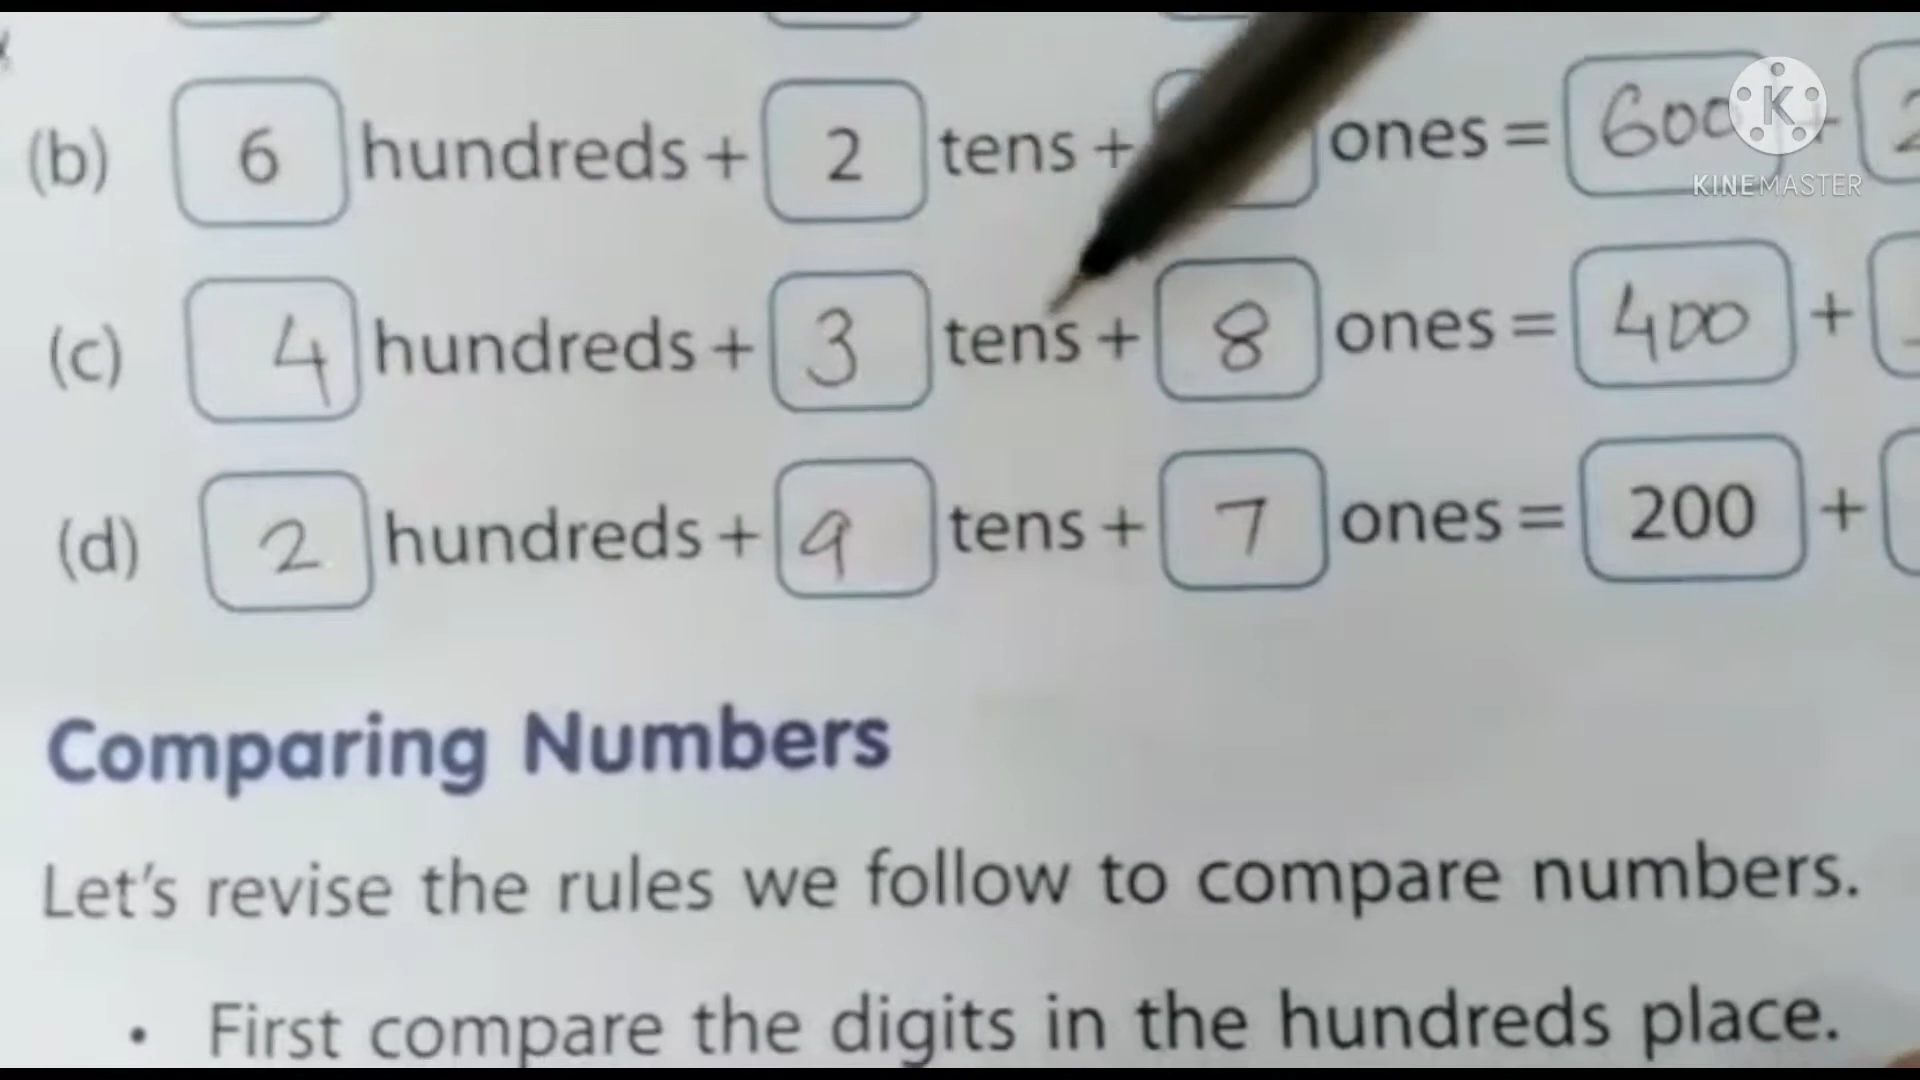 (b) 6 hundreds + 2 tens + ones = 600 + 2
K
KINEMASTER
(c) 4 hundreds + 3 tens + 8 ones = 400 +
(d) 2 hundreds + 9 tens + 7 ones = 200 +
Comparing Numbers
Let's revise the rules we follow to compare numbers.
• First compare the digits in the hundreds place.